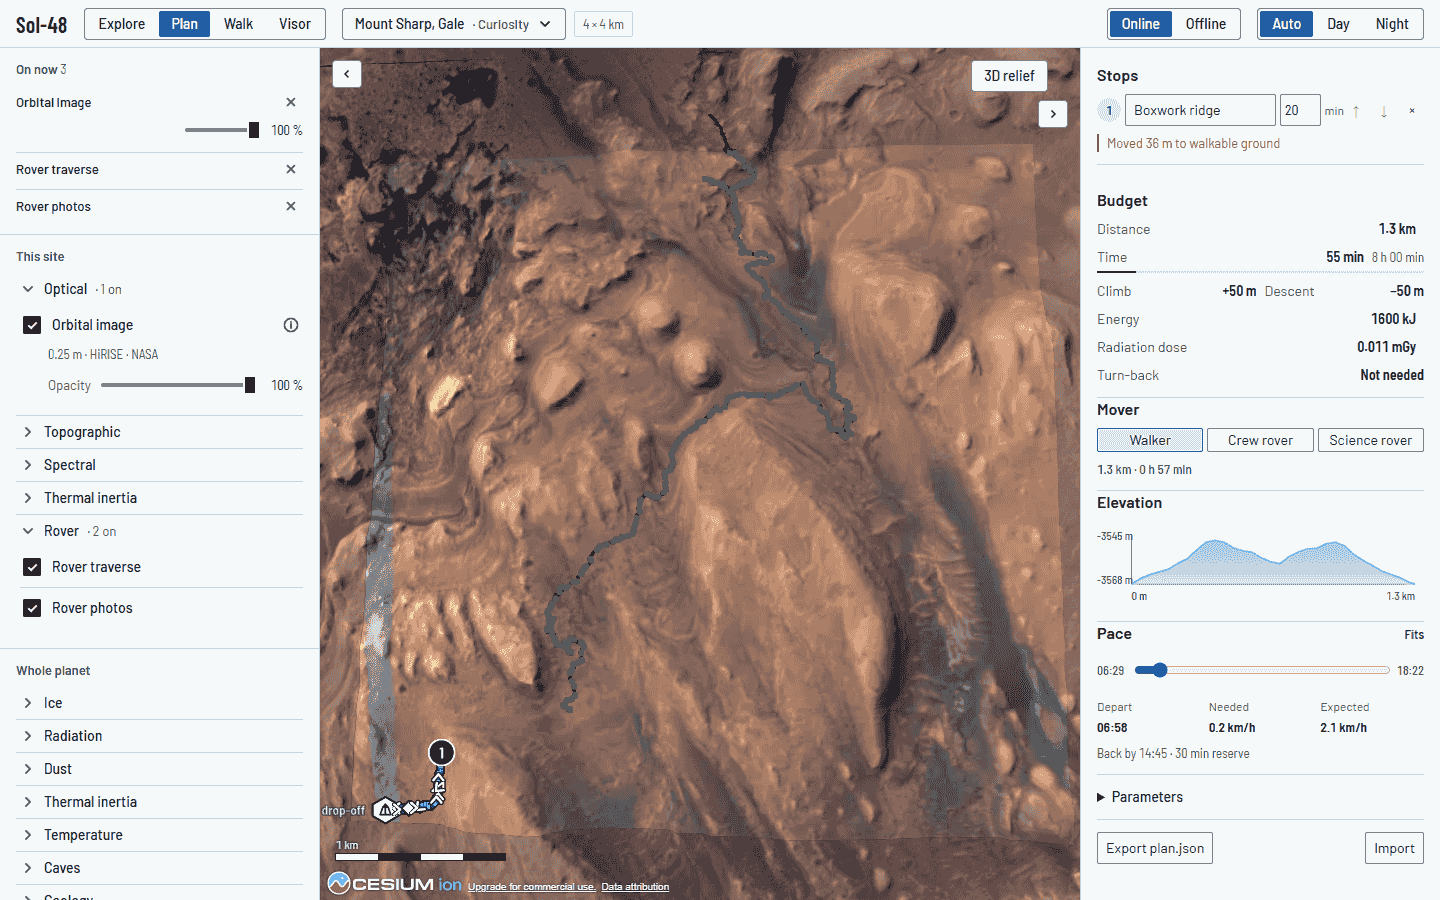 Sol-48
Explore Plan Walk Visor
Mount Sharp, Gale · Curiosity
4 × 4 km
Online Offline
Auto Day Night
On now 3
Orbital image
100 %
Rover traverse
Rover photos
This site
Optical · 1 on
Orbital image
0.25 m · HiRISE · NASA
Opacity 100 %
Topographic
Spectral
Thermal inertia
Rover · 2 on
Rover traverse
Rover photos
Whole planet
Ice
Radiation
Dust
Thermal inertia
Temperature
Caves
Geology
3D relief
1
drop-off
1 km
CESIUM ion Upgrade for commercial use. Data attribution
Stops
1 Boxwork ridge 20 min ↑ ↓ ×
Moved 36 m to walkable ground
Budget
Distance 1.3 km
Time 55 min 8 h 00 min
Climb +50 m Descent −50 m
Energy 1600 kJ
Radiation dose 0.011 mGy
Turn-back Not needed
Mover
Walker Crew rover Science rover
1.3 km · 0 h 57 min
Elevation
-3545 m
-3568 m
0 m 1.3 km
Pace Fits
06:29 18:22
Depart Needed Expected
06:58 0.2 km/h 2.1 km/h
Back by 14:45 · 30 min reserve
Parameters
Export plan.json Import